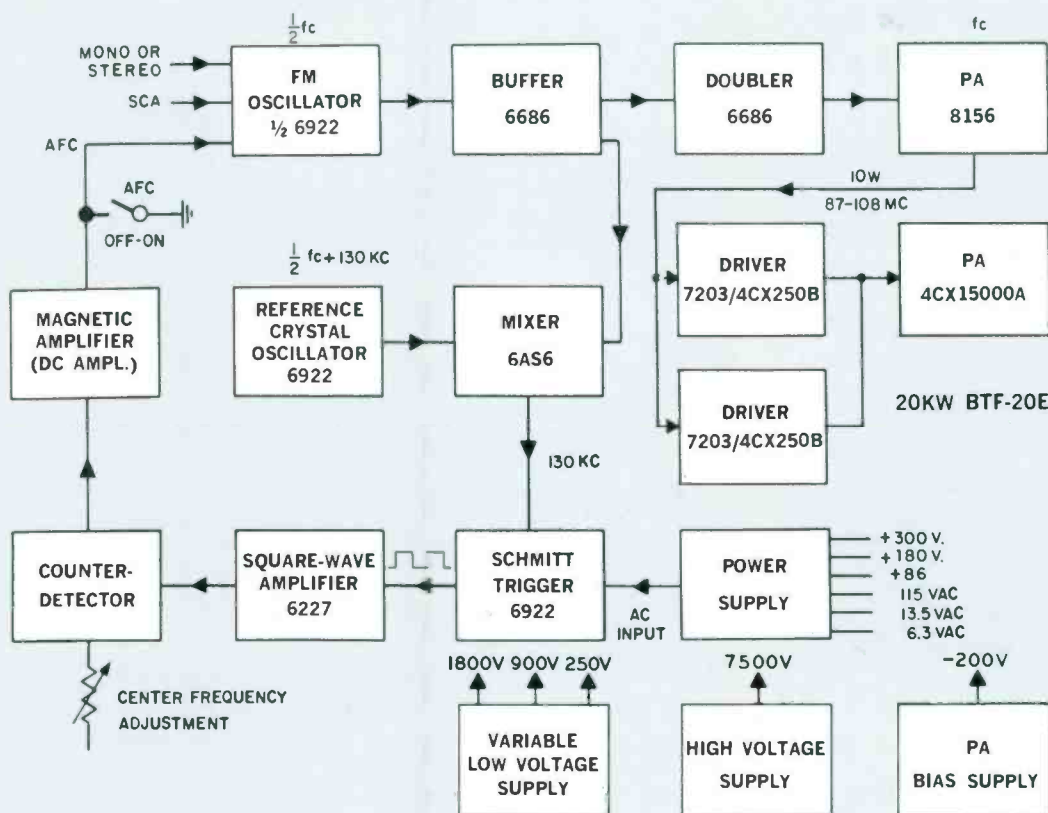 ½ fc
MONO OR
STEREO
SCA
AFC
FM
OSCILLATOR
½ 6922
BUFFER
6686
DOUBLER
6686
fc
PA
8156
AFC
OFF-ON
10W
87-108 MC
½ fc + 130 KC
MAGNETIC
AMPLIFIER
(DC AMPL.)
REFERENCE
CRYSTAL
OSCILLATOR
6922
MIXER
6AS6
DRIVER
7203/4CX250B
PA
4CX15000A
DRIVER
7203/4CX250B
20KW BTF-20E
130 KC
COUNTER-
DETECTOR
SQUARE-WAVE
AMPLIFIER
6227
SCHMITT
TRIGGER
6922
AC
INPUT
POWER
SUPPLY
+300 V.
+180 V.
+86
115 VAC
13.5 VAC
6.3 VAC
CENTER FREQUENCY
ADJUSTMENT
1800V 900V 250V
7500V
-200V
VARIABLE
LOW VOLTAGE
SUPPLY
HIGH VOLTAGE
SUPPLY
PA
BIAS SUPPLY